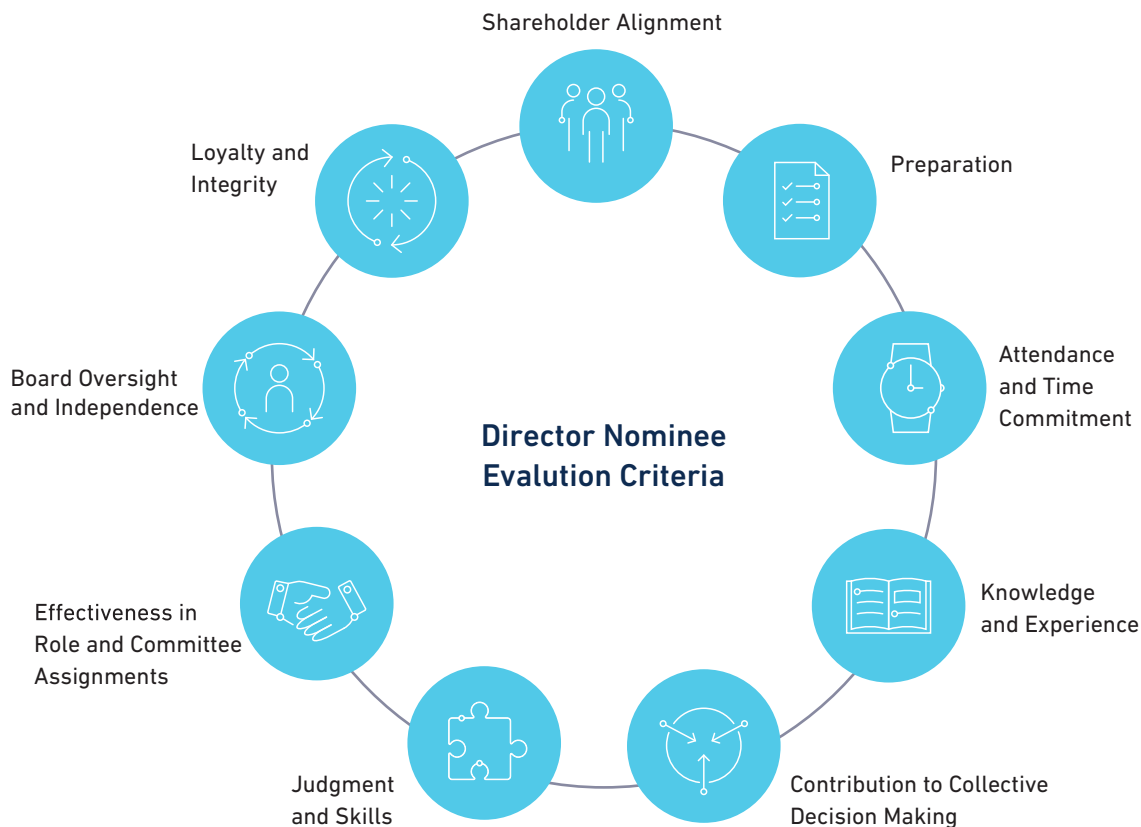 Shareholder Alignment
Preparation
Attendance
and Time
Commitment
Knowledge
and Experience
Contribution to Collective
Decision Making
Judgment
and Skills
Effectiveness in
Role and Committee
Assignments
Board Oversight
and Independence
Loyalty and
Integrity
Director Nominee
Evalution Criteria